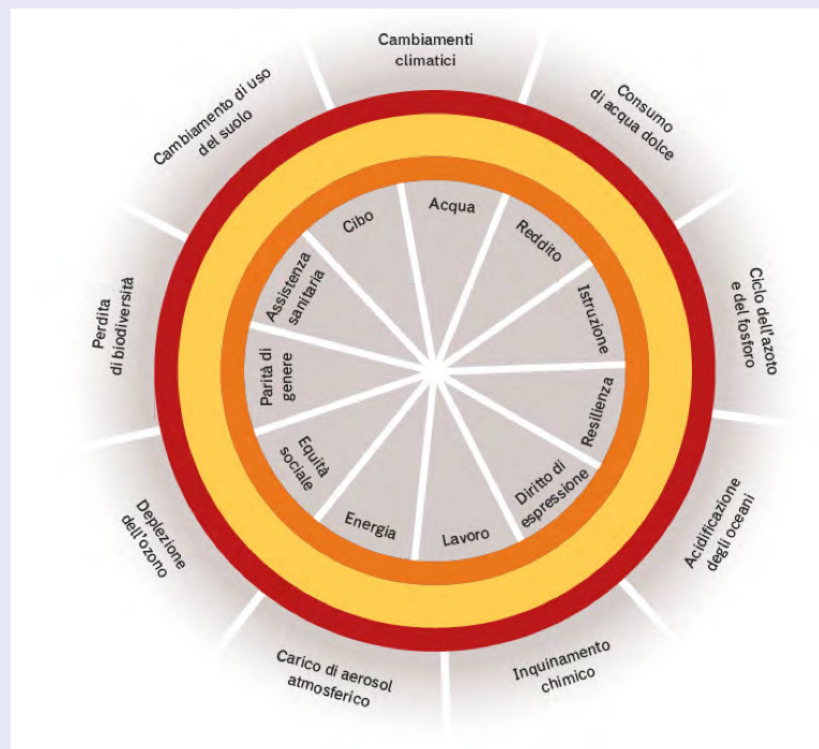 Cambiamenti
climatici
Consumo
di acqua dolce
Ciclo dell'azoto
e del fosforo
Acidificazione
degli oceani
Inquinamento
chimico
Carico di aerosol
atmosferico
Deplezione
dell'ozono
Perdita
di biodiversità
Cambiamento di uso
del suolo
Acqua
Reddito
Istruzione
Resilienza
Diritto di
espressione
Lavoro
Energia
Equità
sociale
Parità di
genere
Assistenza
sanitaria
Cibo